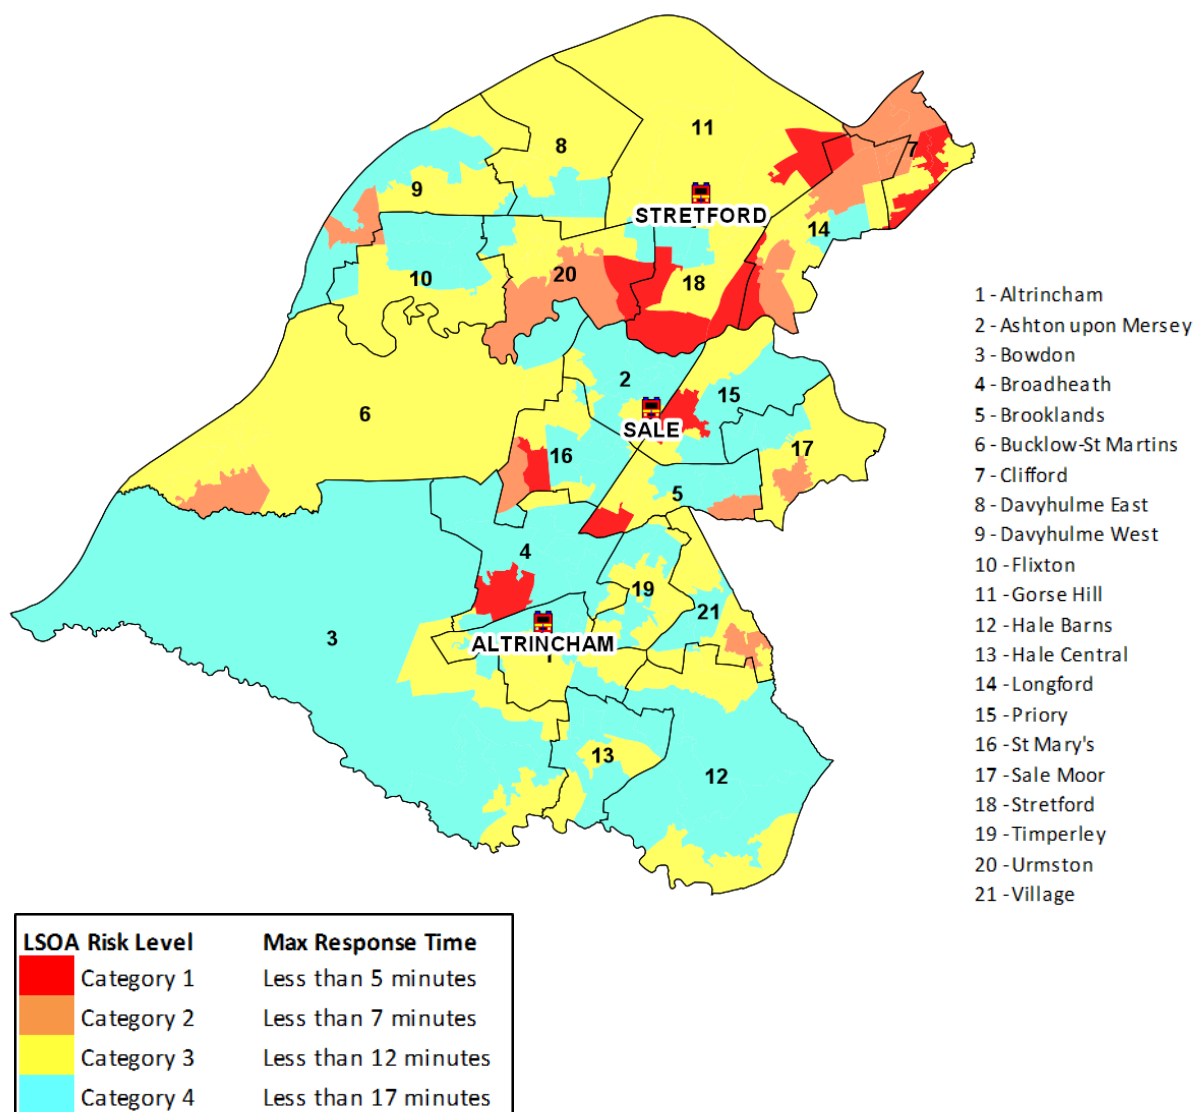 11
8
7
9
STRETFORD
14
10
20
18
1 - Altrincham
2 - Ashton upon Mersey
3 - Bowdon
4 - Broadheath
5 - Brooklands
6 - Bucklow-St Martins
7 - Clifford
8 - Davyhulme East
9 - Davyhulme West
10 - Flixton
11 - Gorse Hill
12 - Hale Barns
13 - Hale Central
14 - Longford
15 - Priory
16 - St Mary's
17 - Sale Moor
18 - Stretford
19 - Timperley
20 - Urmston
21 - Village
2
15
6
SALE
17
16
5
4
19
21
3
ALTRINCHAM
13
12
LSOA Risk Level Max Response Time
Category 1 Less than 5 minutes
Category 2 Less than 7 minutes
Category 3 Less than 12 minutes
Category 4 Less than 17 minutes